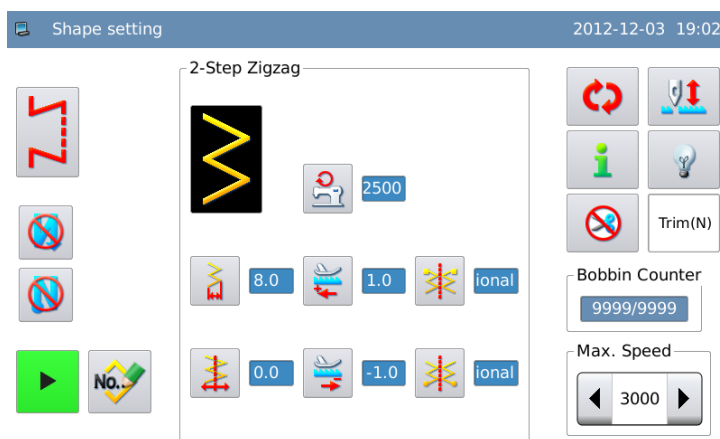 Shape setting
2012-12-03 19:02
2-Step Zigzag
2500
8.0
1.0
ional
0.0
-1.0
ional
No.
Trim(N)
Bobbin Counter
9999/9999
Max. Speed
3000